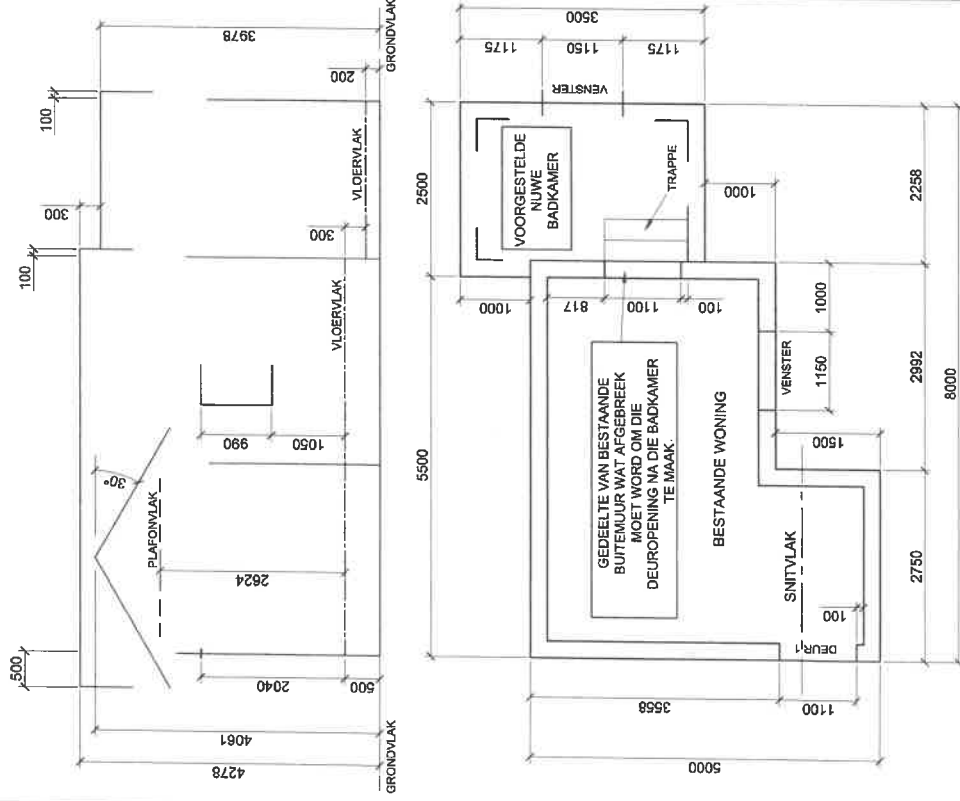 3978
200
100
300
300
100
GRONDVLAK
VLOERVLAK
VLOERVLAK
30°
PLAFONVLAK
990
1050
2624
2040
500
500
4061
4278
GRONDVLAK
3500
1175
1150
1175
VENSTER
2500
VOORGESTELDE
NUWE
BADKAMER
TRAPPE
1000
2258
1000
817
1100
100
5500
GEDEELTE VAN BESTAANDE
BUITEMUUR WAT AFGEBREEK
MOET WORD OM DIE
DEUROPENING NA DIE BADKAMER
TE MAAK.
1000
VENSTER
1150
2992
8000
1500
BESTAANDE WONING
SNITVLAK
2750
100
DEUR 1
3558
1100
5000